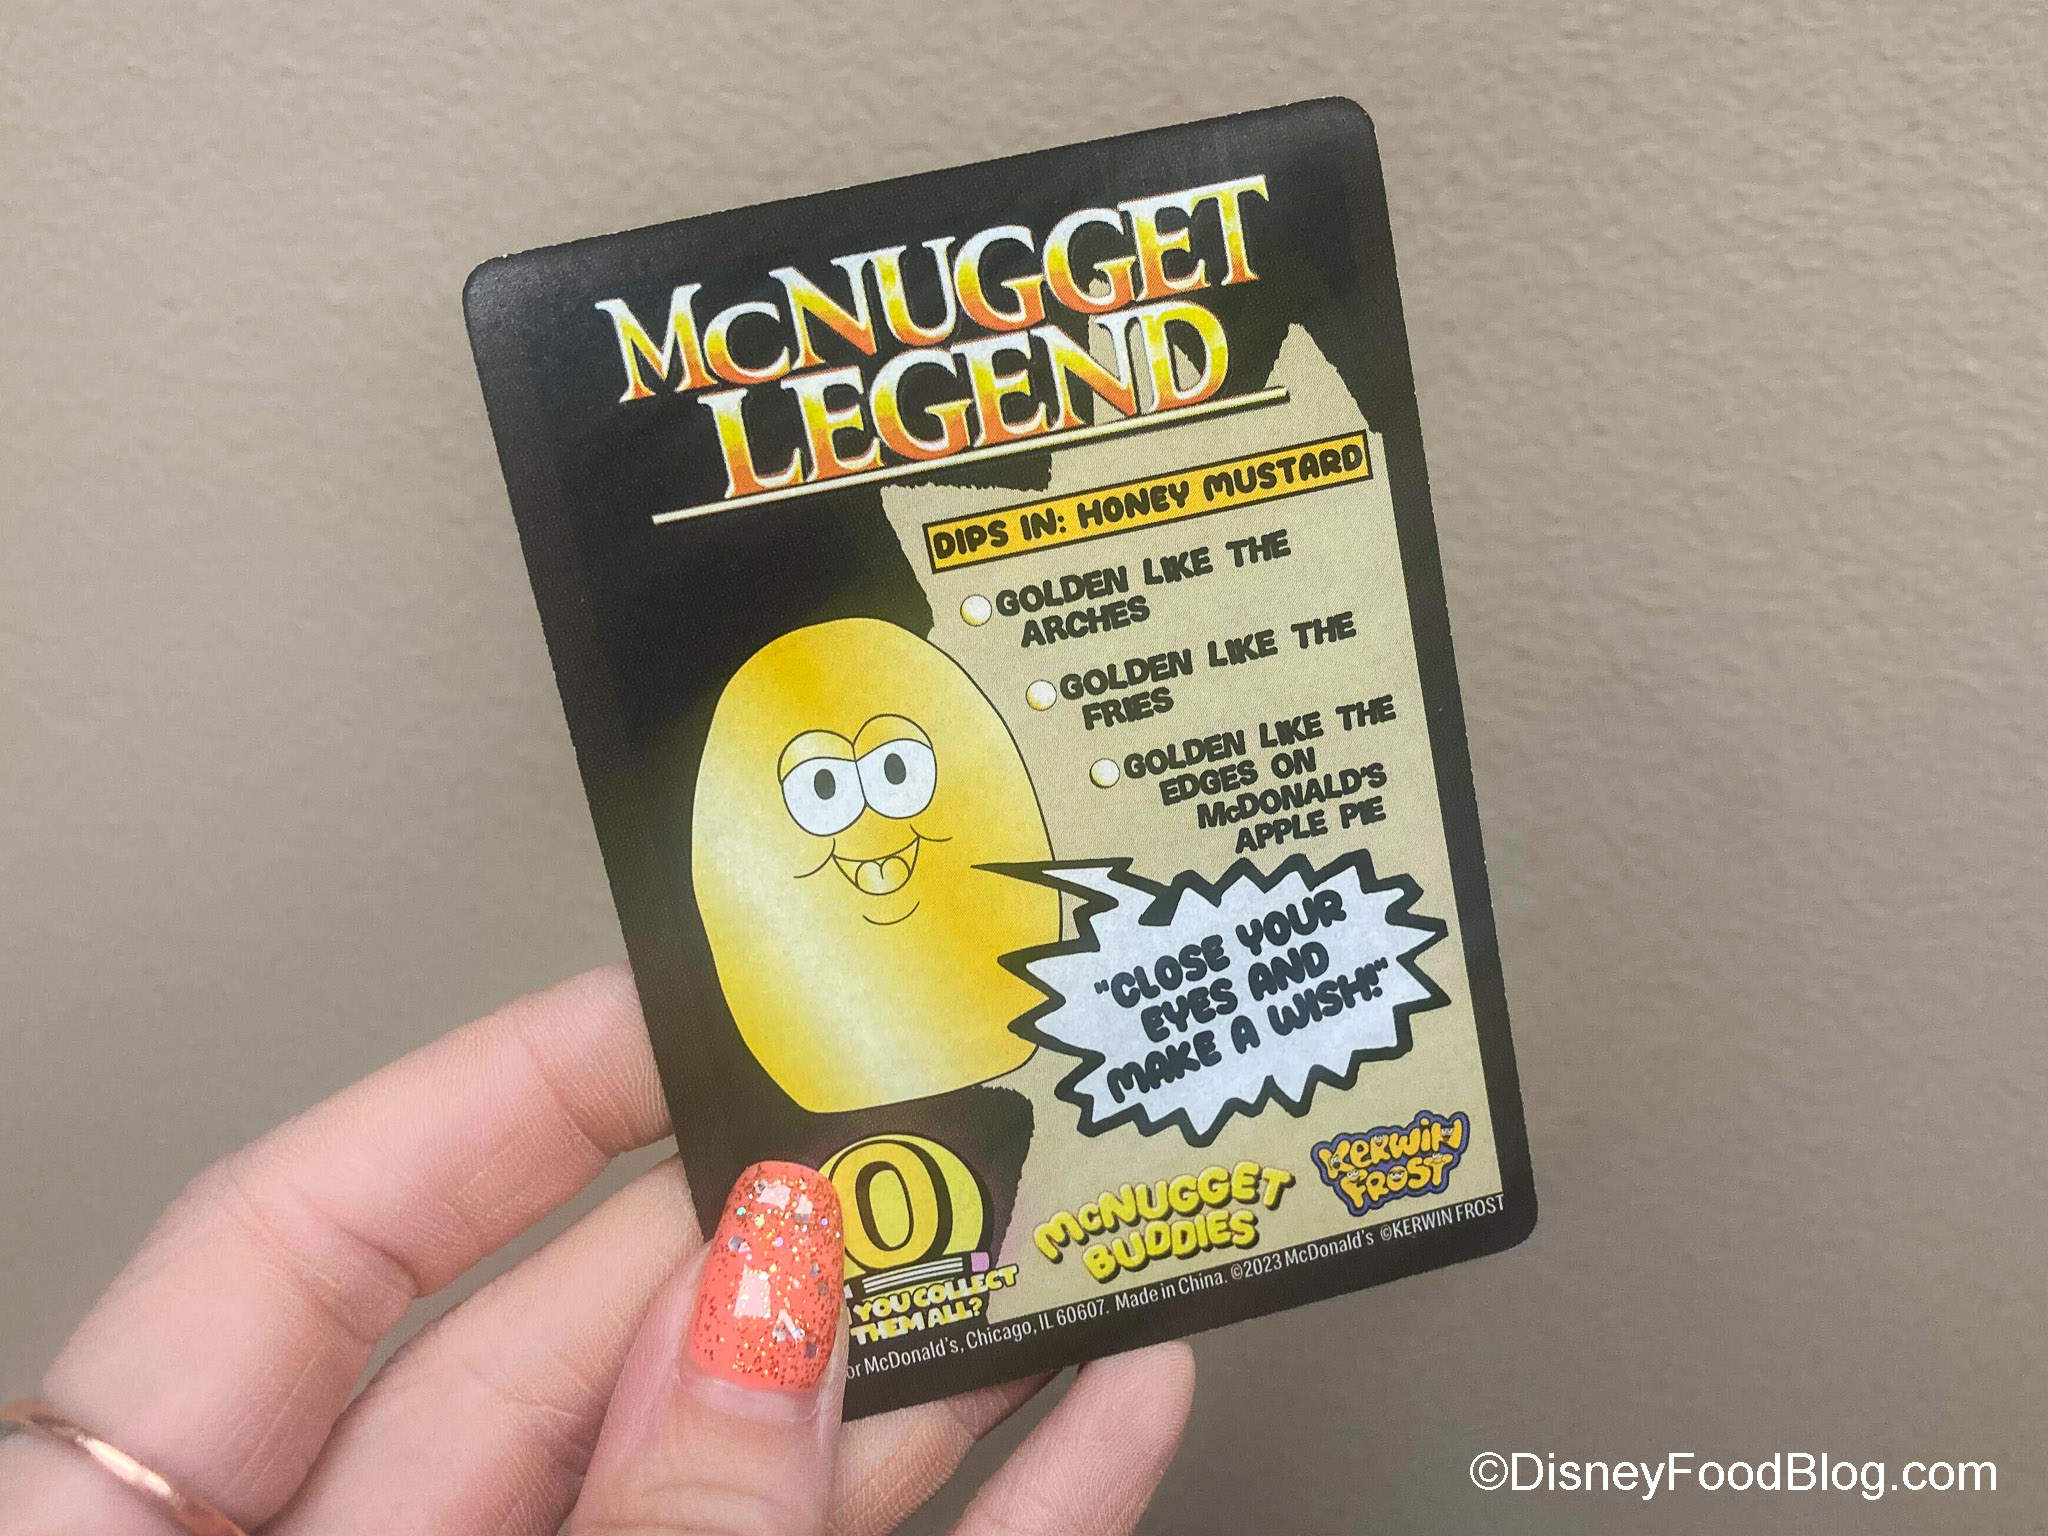 McNUGGET
LEGEND
DIPS IN: HONEY MUSTARD
GOLDEN LIKE THE
ARCHES
GOLDEN LIKE THE
FRIES
GOLDEN LIKE THE
EDGES ON
McDONALD'S
APPLE PIE
"CLOSE YOUR
EYES AND
MAKE A WISH!"
0
YOU COLLECT
THEM ALL?
McNUGGET
BUDDIES
KERWIN
FROST
McDonald's, Chicago, IL 60607. Made in China. ©2023 McDonald's ©KERWIN FROST
©DisneyFoodBlog.com